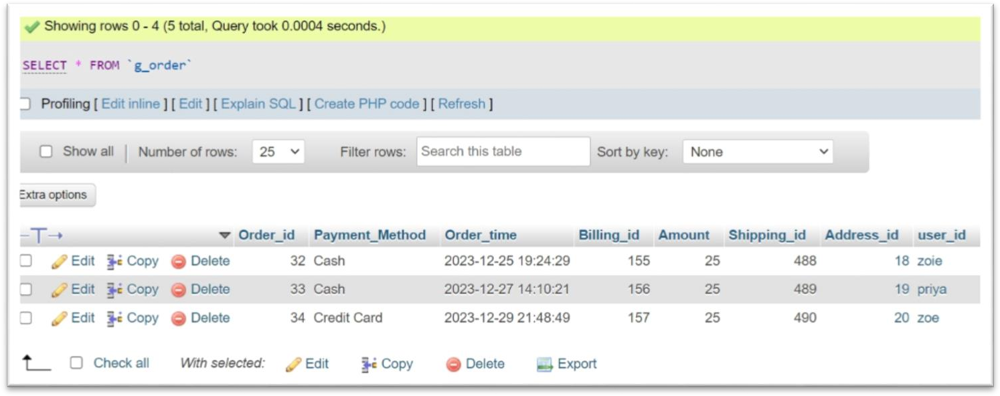 Showing rows 0 - 4 (5 total, Query took 0.0004 seconds.)
SELECT * FROM `g_order`
Profiling [ Edit inline ] [ Edit ] [ Explain SQL ] [ Create PHP code ] [ Refresh ]
Show all Number of rows: 25 Filter rows: Search this table Sort by key: None
Extra options
Order_id Payment_Method Order_time Billing_id Amount Shipping_id Address_id user_id
Edit Copy Delete 32 Cash 2023-12-25 19:24:29 155 25 488 18 zoie
Edit Copy Delete 33 Cash 2023-12-27 14:10:21 156 25 489 19 priya
Edit Copy Delete 34 Credit Card 2023-12-29 21:48:49 157 25 490 20 zoe
Check all With selected: Edit Copy Delete Export